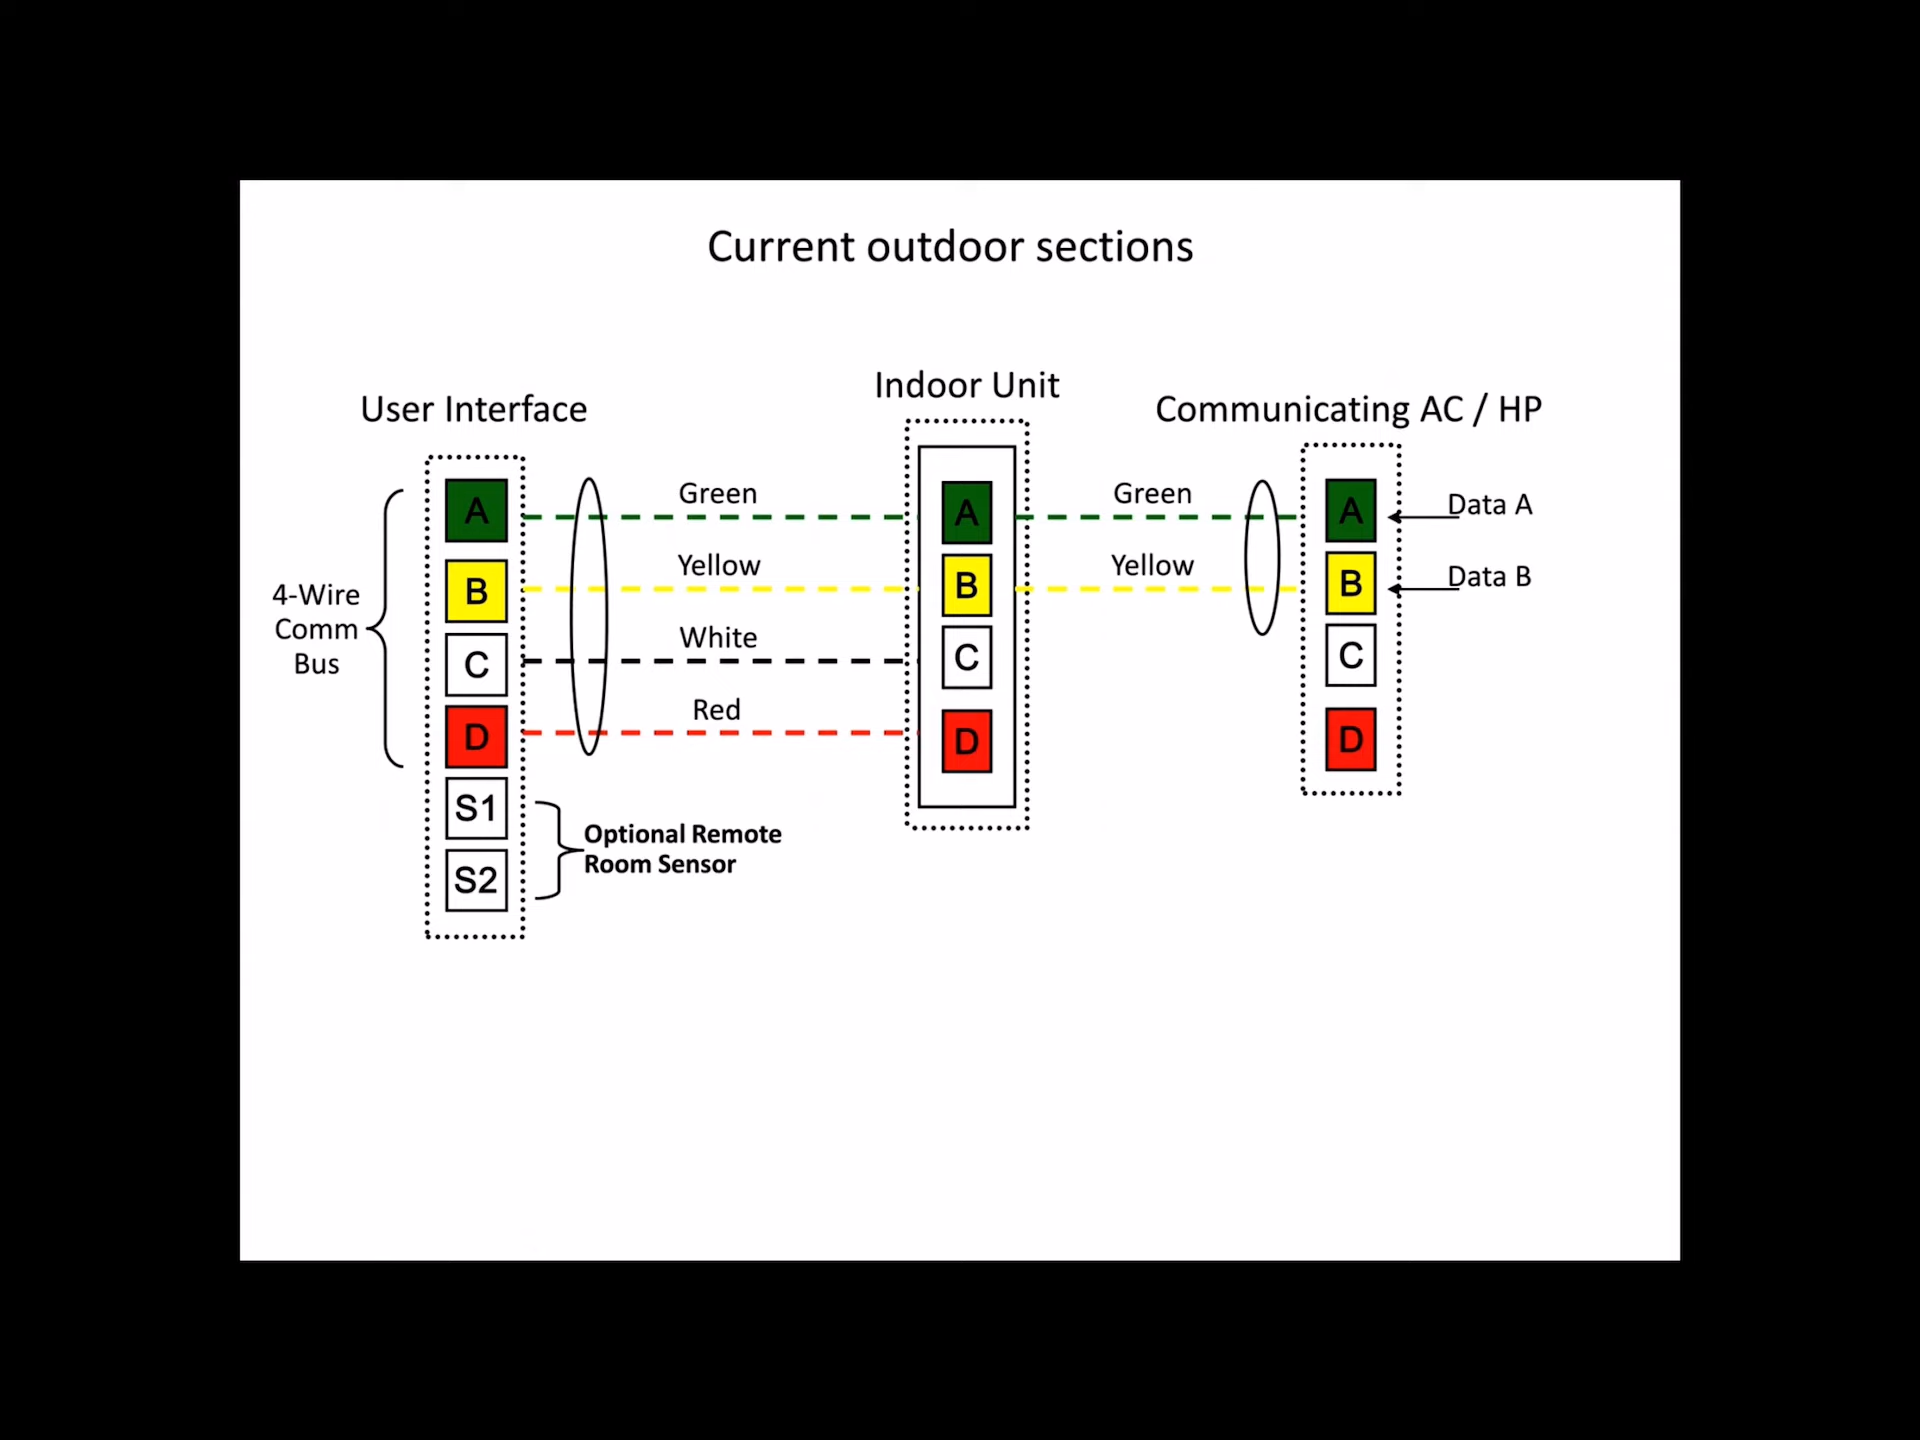 Current outdoor sections
User Interface
Indoor Unit
Communicating AC / HP
4-Wire
Comm
Bus
A
B
C
D
S1
S2
Green
Yellow
White
Red
Optional Remote
Room Sensor
A
B
C
D
Green
Yellow
A
B
C
D
Data A
Data B